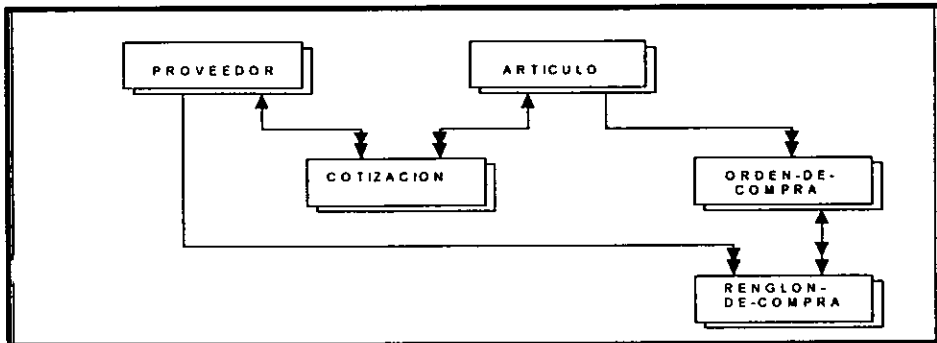 PROVEEDOR
ARTICULO
COTIZACION
ORDEN-DE-
COMPRA
RENGLON-
DE-COMPRA